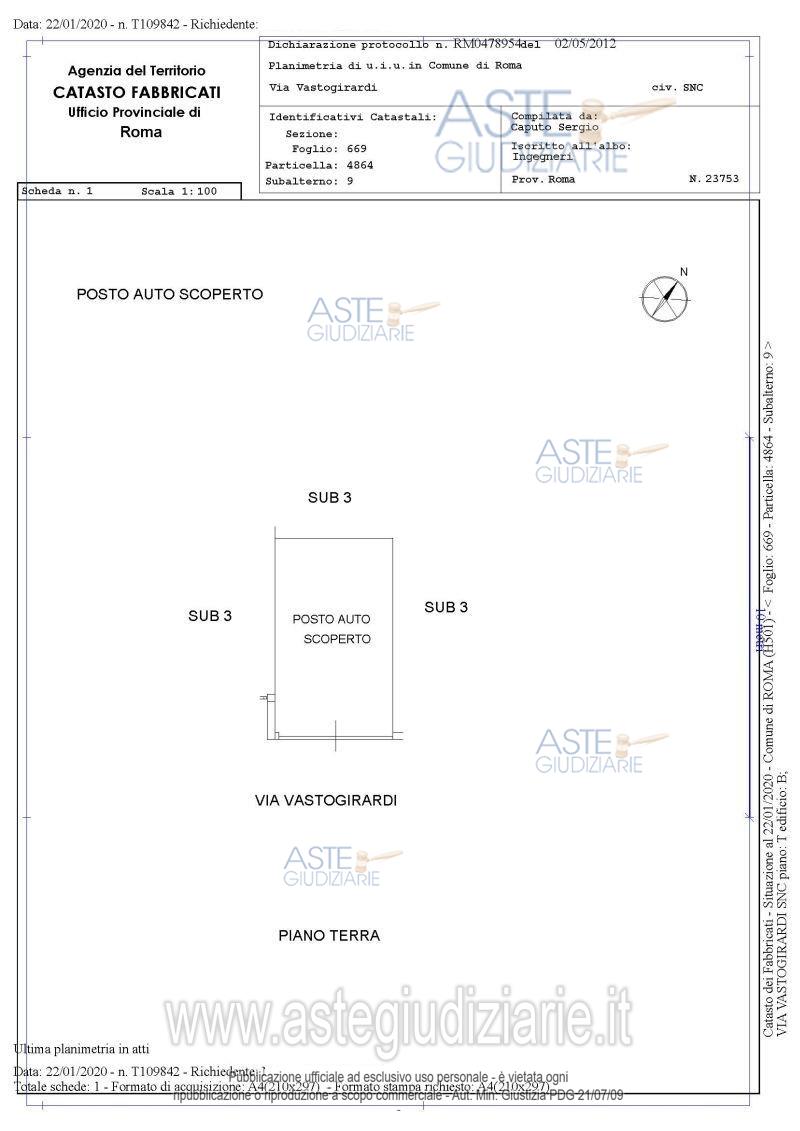 Data: 22/01/2020 - n. T109842 - Richiedente:
Agenzia del Territorio
CATASTO FABBRICATI
Ufficio Provinciale di
Roma
Dichiarazione protocollo n. RM0478954del 02/05/2012
Planimetria di u.i.u. in Comune di Roma
Via Vastogirardi civ. SNC
Identificativi Catastali:
Sezione:
Foglio: 669
Particella: 4864
Subalterno: 9
Compilata da:
Caputo Sergio
Iscritto all'albo:
Ingegneri
Prov. Roma N. 23753
Scheda n. 1 Scala 1:100
ASTE
GIUDIZIARIE
N
POSTO AUTO SCOPERTO
ASTE
GIUDIZIARIE
ASTE
GIUDIZIARIE
SUB 3
SUB 3
POSTO AUTO
SCOPERTO
SUB 3
ASTE
GIUDIZIARIE
VIA VASTOGIRARDI
ASTE
GIUDIZIARIE
PIANO TERRA
10 metri
Catasto dei Fabbricati - Situazione al 22/01/2020 - Comune di ROMA (H501) - < Foglio: 669 - Particella: 4864 - Subalterno: 9 >
VIA VASTOGIRARDI SNC piano: T edificio: B;
www.astegiudiziarie.it
Ultima planimetria in atti
Data: 22/01/2020 - n. T109842 - Richiedente:
Totale schede: 1 - Formato di acquisizione: A4(210x297) - Formato stampa richiesto: A4(210x297)
Pubblicazione ufficiale ad esclusivo uso personale - è vietata ogni
ripubblicazione o riproduzione a scopo commerciale - Aut. Min. Giustizia PDG 21/07/09